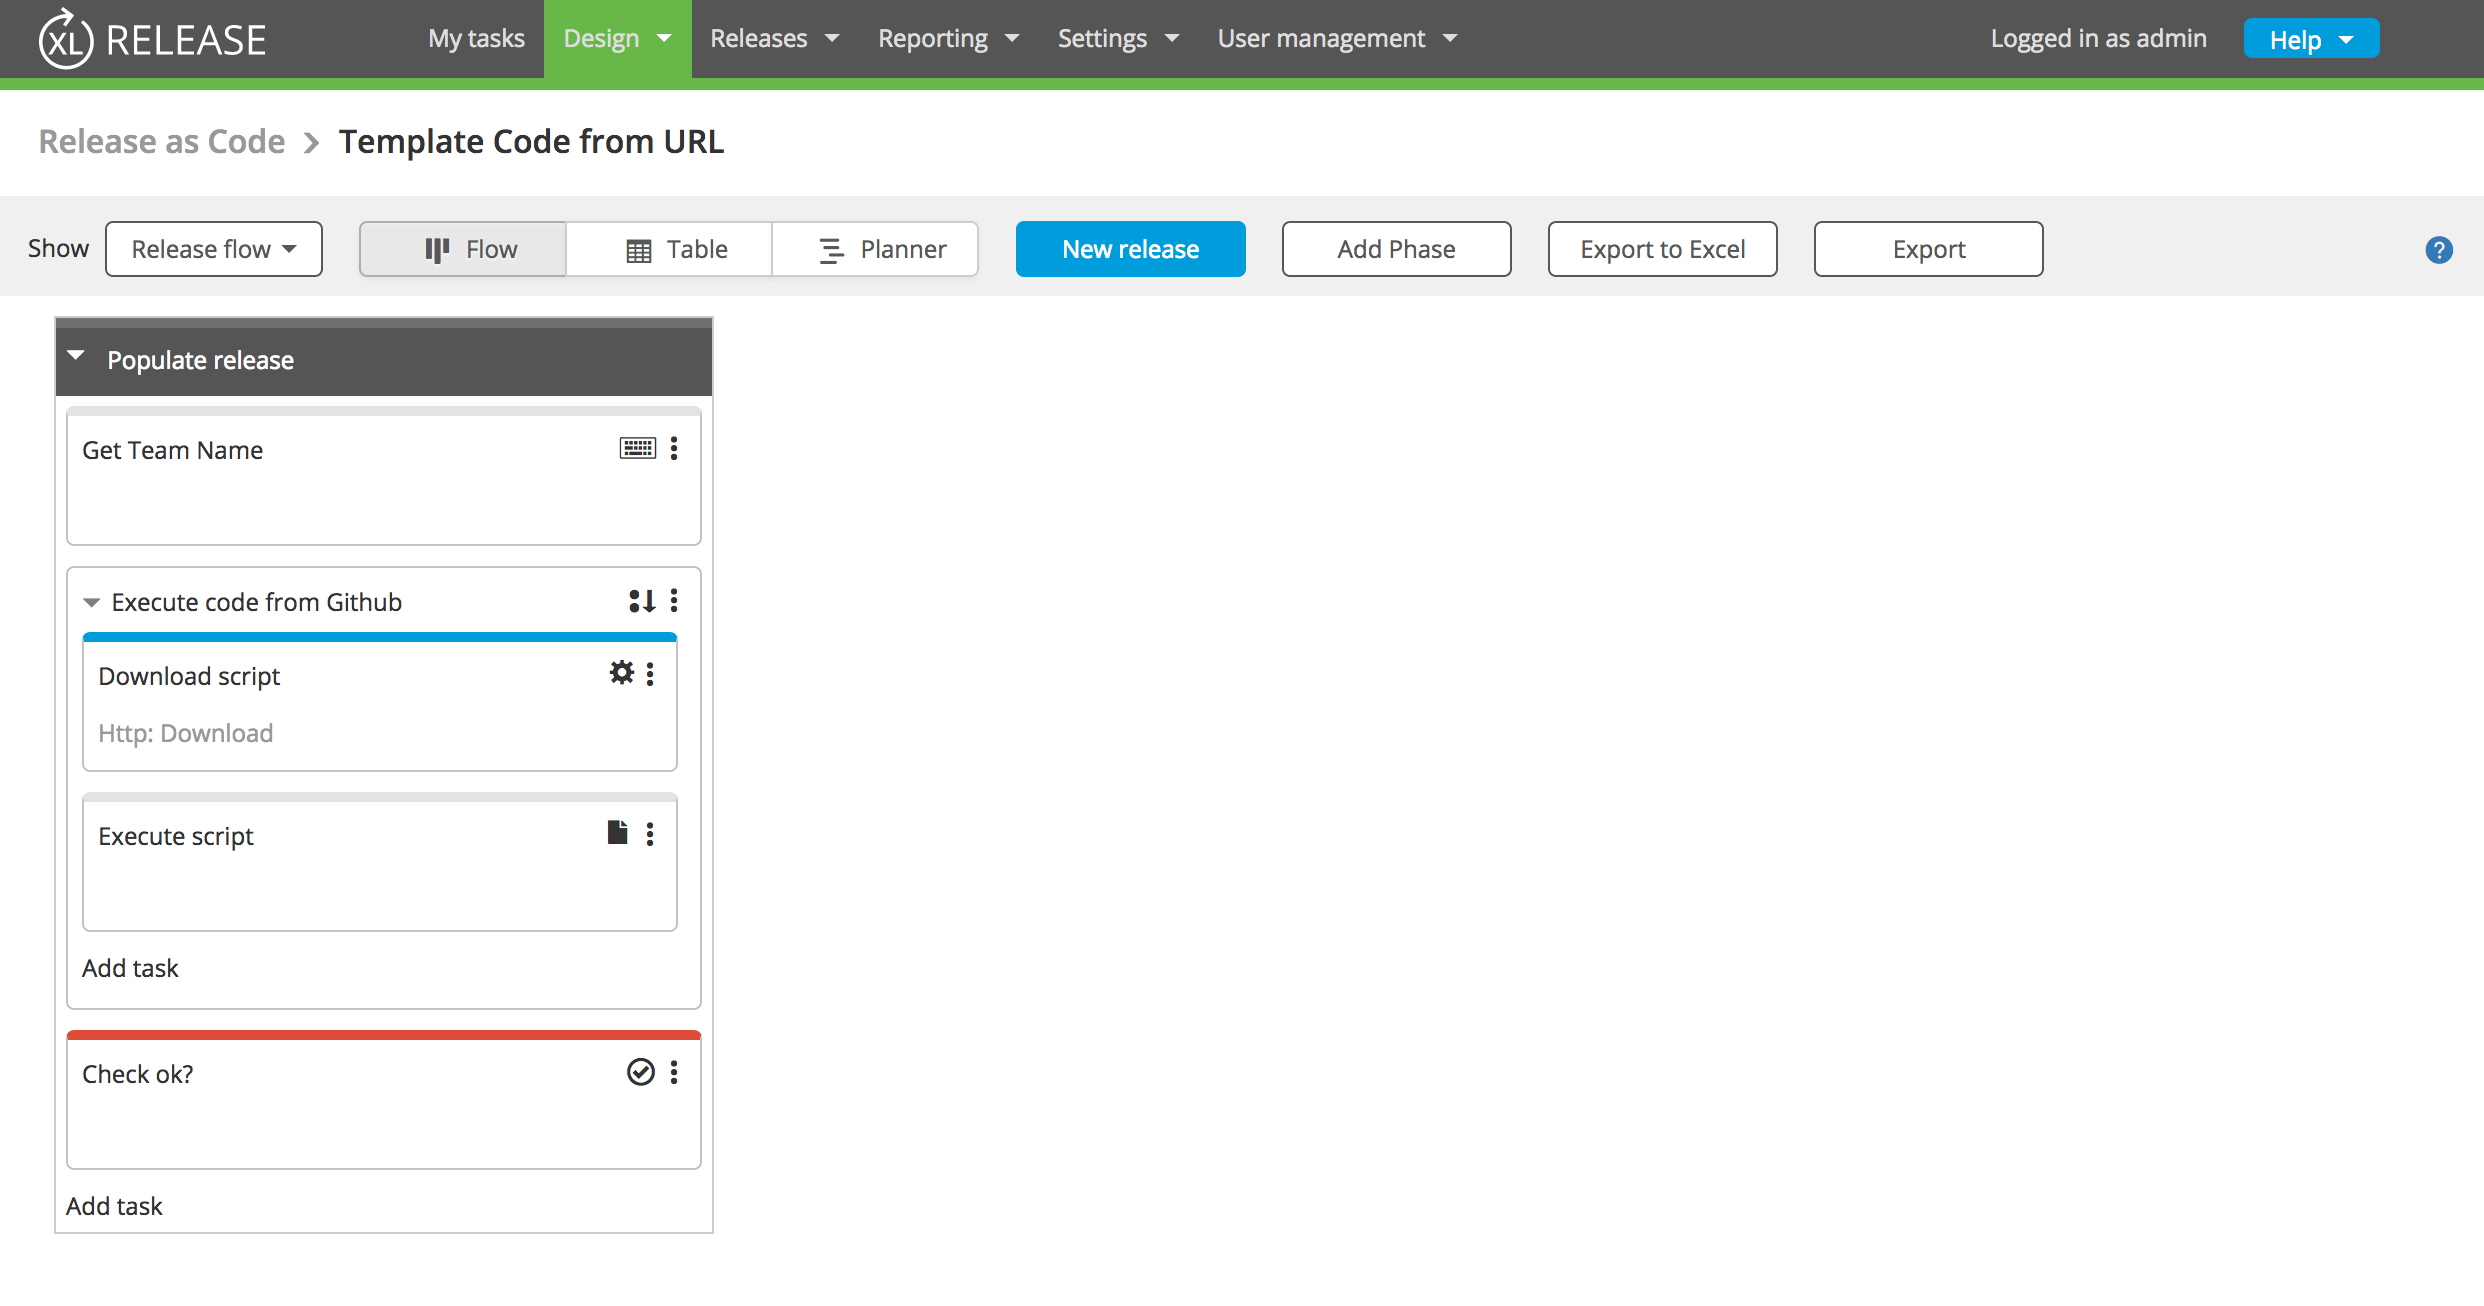 XL RELEASE
My tasks Design Releases Reporting Settings User management Logged in as admin Help
Release as Code > Template Code from URL
Show Release flow Flow Table Planner New release Add Phase Export to Excel Export ?
Populate release
Get Team Name
Execute code from Github
Download script
Http: Download
Execute script
Add task
Check ok?
Add task